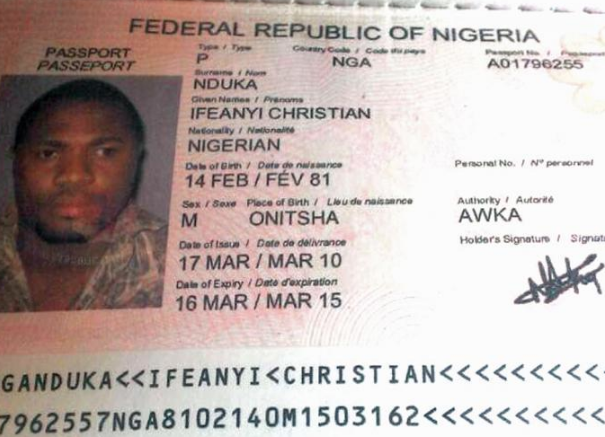 FEDERAL REPUBLIC OF NIGERIA
PASSPORT
PASSEPORT
Type / Type
Country Code / Code du pays
Passport No. /
P
NGA
A01796255
Surname / Nom
NDUKA
Given Names / Prénoms
IFEANYI CHRISTIAN
Nationality / Nationalité
NIGERIAN
Date of Birth / Date de naissance
Personal No. / Nº personnel
14 FEB / FÉV 81
Sex / Sexe
Place of Birth / Lieu de naissance
Authority / Autorité
M
ONITSHA
AWKA
Date of Issue / Date de délivrance
Holder's Signature /
17 MAR / MAR 10
Date of Expiry / Date d'expiration
16 MAR / MAR 15
GANDUKA<<IFEANYI<CHRISTIAN<<<<<<<<<
7962557NGA8102140M1503162<<<<<<<<<<